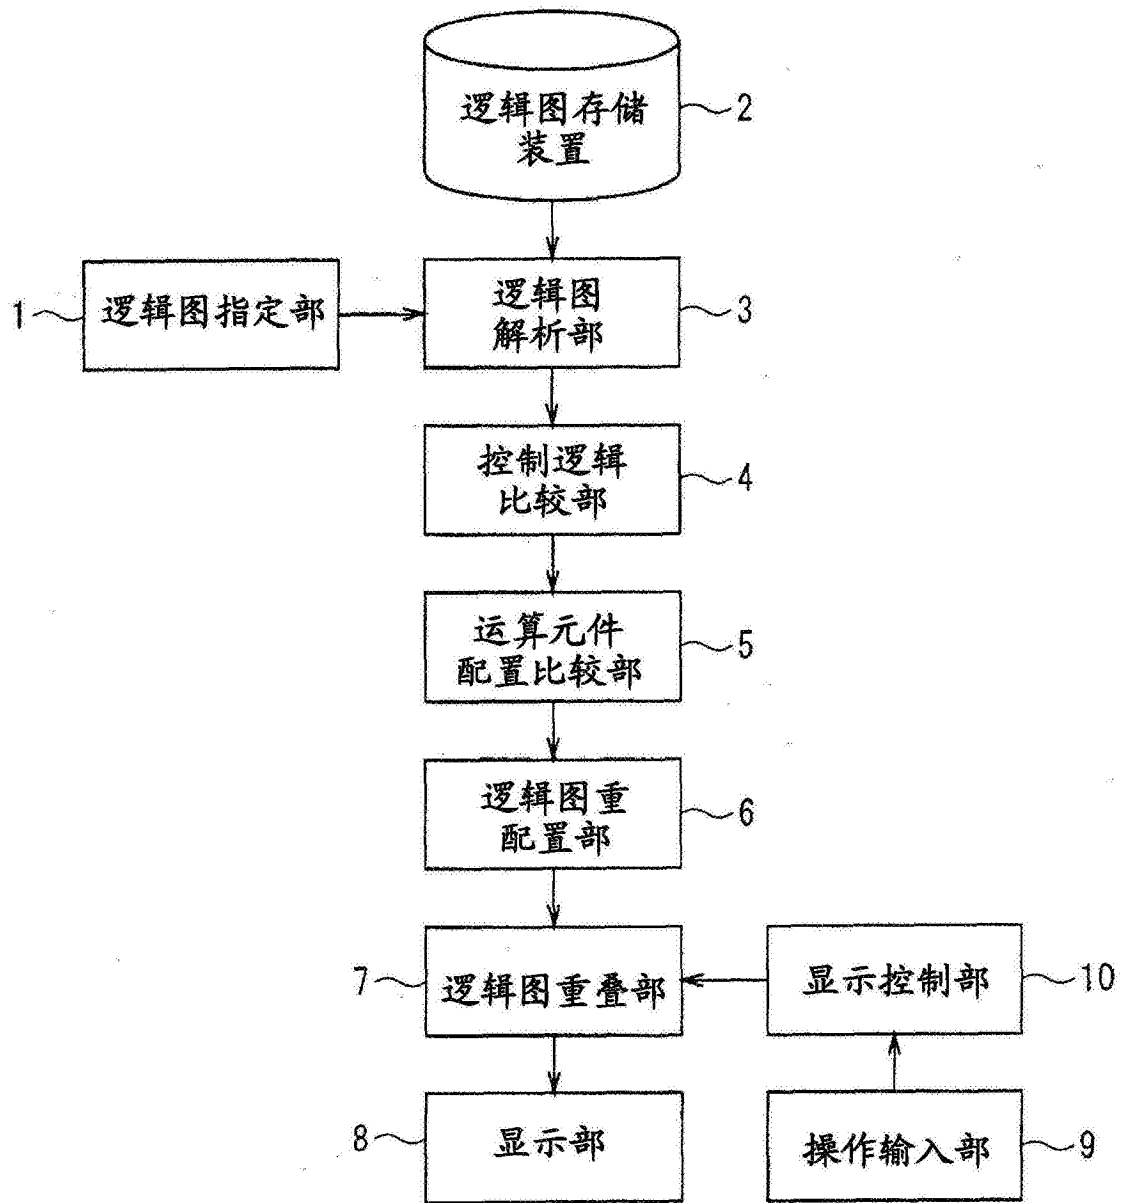 逻辑图存储
装置
2
1
逻辑图指定部
逻辑图
解析部
3
控制逻辑
比较部
4
运算元件
配置比较部
5
逻辑图重
配置部
6
7
逻辑图重叠部
显示控制部
10
8
显示部
操作输入部
9